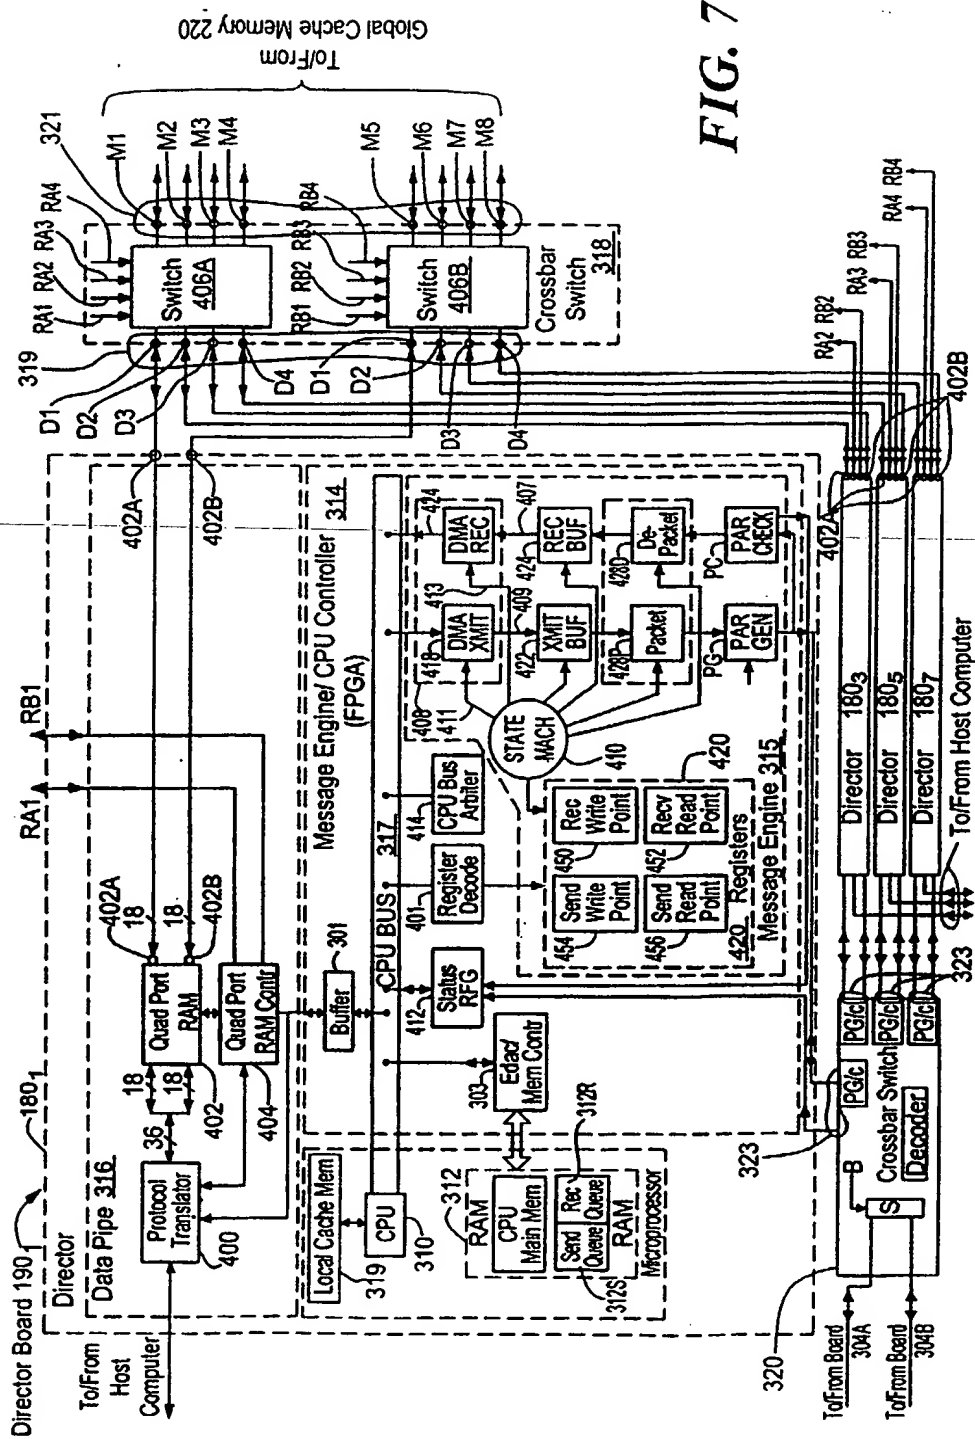 Director Board 190₁
180₁
RA1
RB1
To/From
Host
Computer
Director
Data Pipe 316
Protocol
Translator
400
36
18
18
Quad Port
RAM
402
402A
18
18
402B
Quad Port
RAM Contr
404
402A
402B
319
D1
D2
D3
D4
D1
D2
D3
D4
RA1
RA2
RA3
RA4
Switch
406A
RB1
RB2
RB3
RB4
Switch
406B
Crossbar
Switch
318
321
M1
M2
M3
M4
M5
M6
M7
M8
To/From
Global Cache Memory 220
Message Engine/ CPU Controller
(FPGA)
314
Buffer
301
CPU BUS
317
Local Cache Mem
319
CPU
310
312
RAM
CPU
Main Mem
Send
Queue
Rec
Queue
312R
312S
RAM
Microprocessor
303
Edac/
Mem Contr
412
Status
RFG
401
Register
Decode
414
CPU Bus
Arbiter
408
411
418
DMA
XMIT
413
DMA
REC
424
409
407
422
XMIT
BUF
424
REC
BUF
428P
Packet
428D
De-
Packet
PG
PAR
GEN
PC
PAR
CHECK
STATE
MACH
410
454
Send
Write
Point
450
Rec
Write
Point
456
Send
Read
Point
452
Recv
Read
Point
420
420 Registers
Message Engine 315
320
To/From Board
304A
To/From Board
304B
S
B
323
Crossbar Switch
Decoder
PG/c
PG/c
PG/c
PG/c
323
Director 180₃
Director 180₅
Director 180₇
To/From Host Computer
402A
402B
RA2
RB2
RA3
RB3
RA4
RB4
FIG. 7